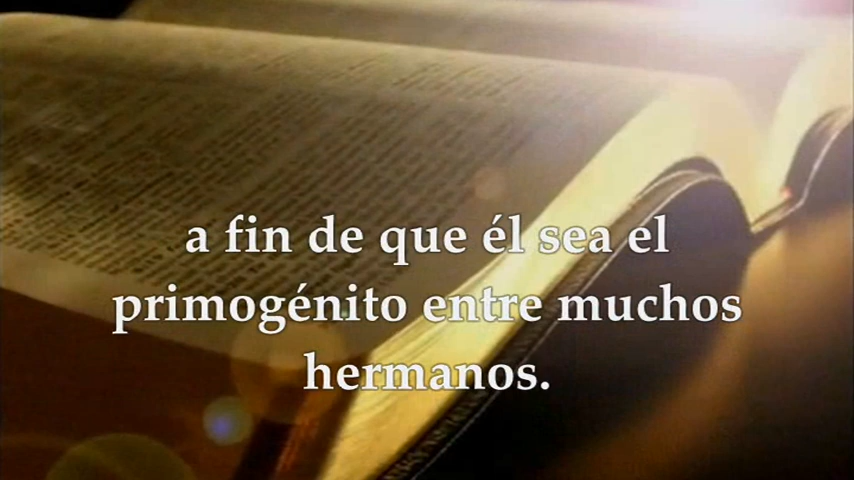 a fin de que él sea el
primogénito entre muchos
hermanos.